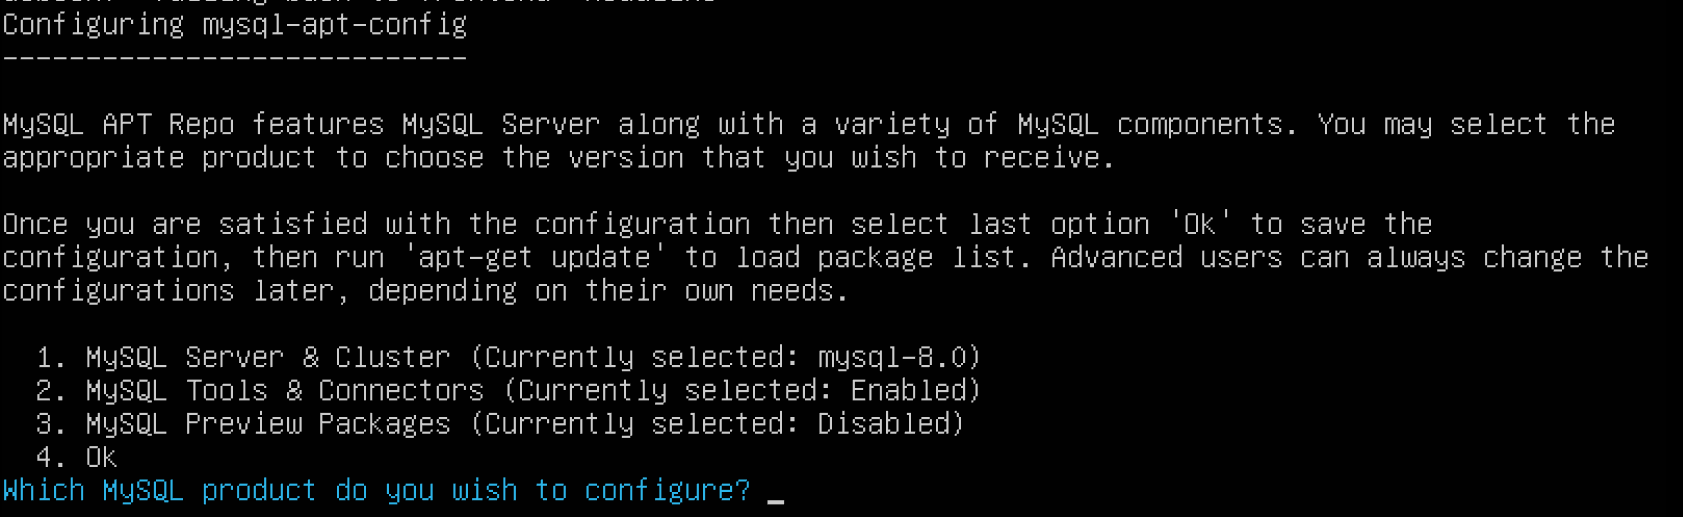 Configuring mysql-apt-config
----------------------------
MySQL APT Repo features MySQL Server along with a variety of MySQL components. You may select the
appropriate product to choose the version that you wish to receive.
Once you are satisfied with the configuration then select last option 'Ok' to save the
configuration, then run 'apt-get update' to load package list. Advanced users can always change the
configurations later, depending on their own needs.
1. MySQL Server & Cluster (Currently selected: mysql-8.0)
2. MySQL Tools & Connectors (Currently selected: Enabled)
3. MySQL Preview Packages (Currently selected: Disabled)
4. Ok
Which MySQL product do you wish to configure? _